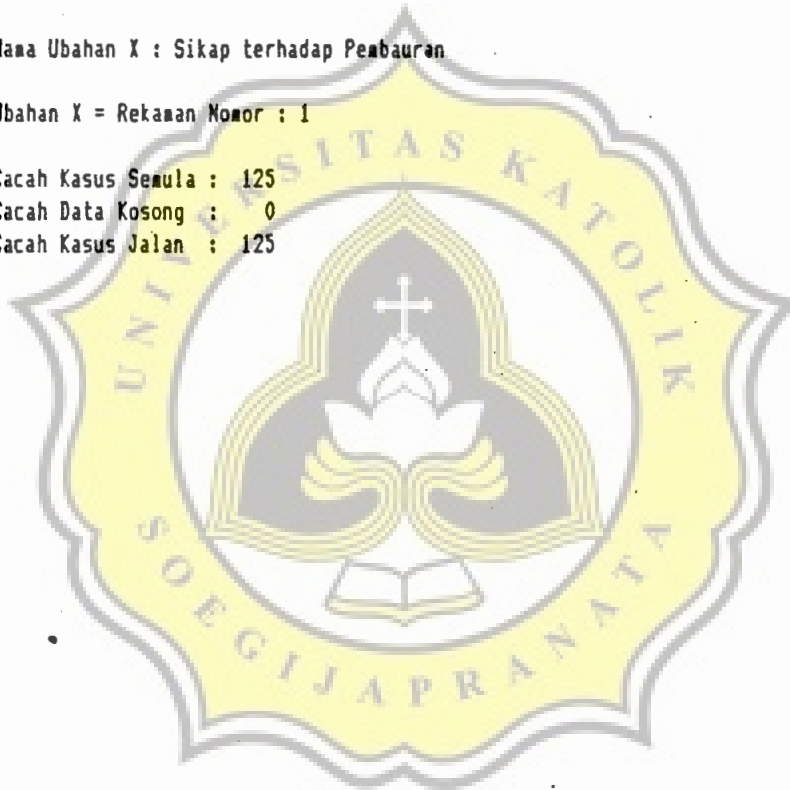 Nama Ubahan X : Sikap terhadap Pembauran
Ubahan X = Rekaman Nomor : 1
Cacah Kasus Semula : 125
Cacah Data Kosong : 0
Cacah Kasus Jalan : 125
UNIVERSITAS KATOLIK
SOEGIJAPRANATA